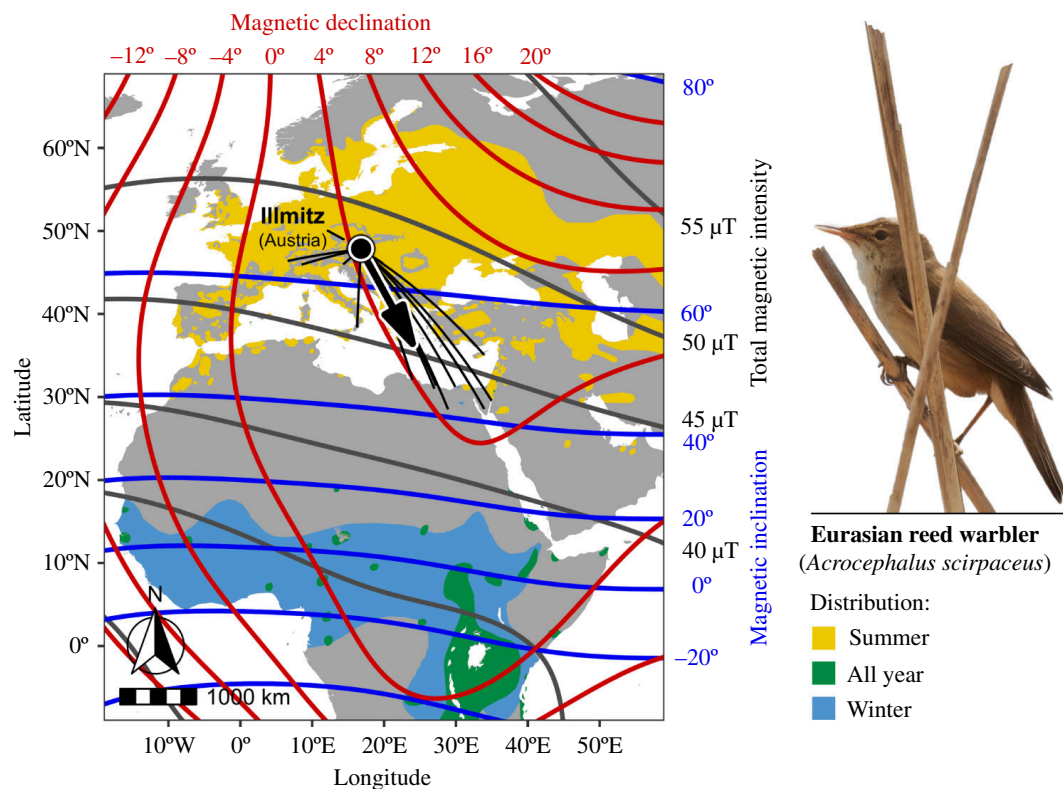 Magnetic declination
–12º –8º –4º 0º 4º 8º 12º 16º 20º
80º
60ºN
50ºN
40ºN
30ºN
20ºN
10ºN
0º
Latitude
Illmitz
(Austria)
55 µT
60º
50 µT
45 µT
40º
20º
40 µT
0º
–20º
Total magnetic intensity
Magnetic inclination
N
1000 km
10ºW 0º 10ºE 20ºE 30ºE 40ºE 50ºE
Longitude
Eurasian reed warbler
(Acrocephalus scirpaceus)
Distribution:
Summer
All year
Winter